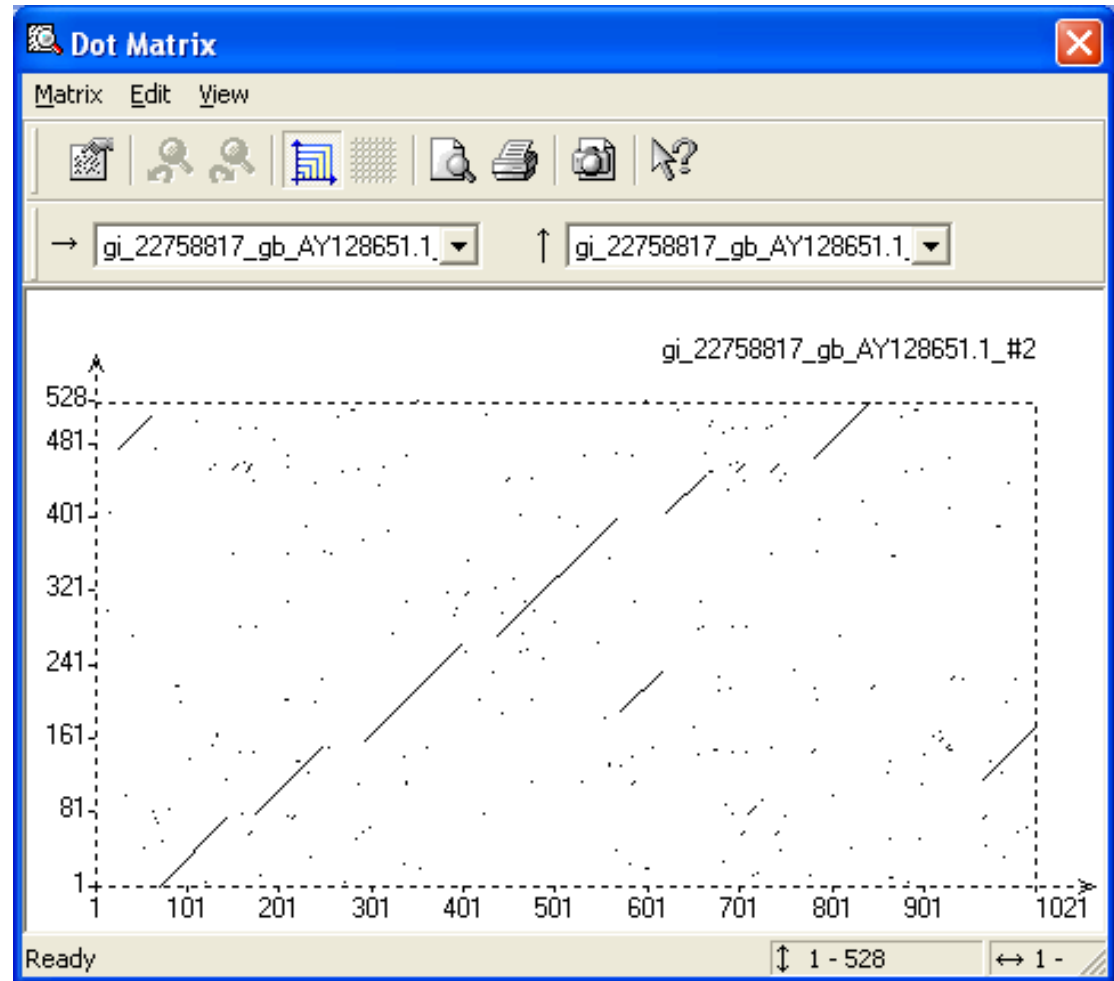 Dot Matrix
Matrix Edit View
→ gi_22758817_gb_AY128651.1_ ↑ gi_22758817_gb_AY128651.1_
gi_22758817_gb_AY128651.1_#2
528
481
401
321
241
161
81
1
1 101 201 301 401 501 601 701 801 901 1021
Ready ↕ 1 - 528 ↔ 1 -